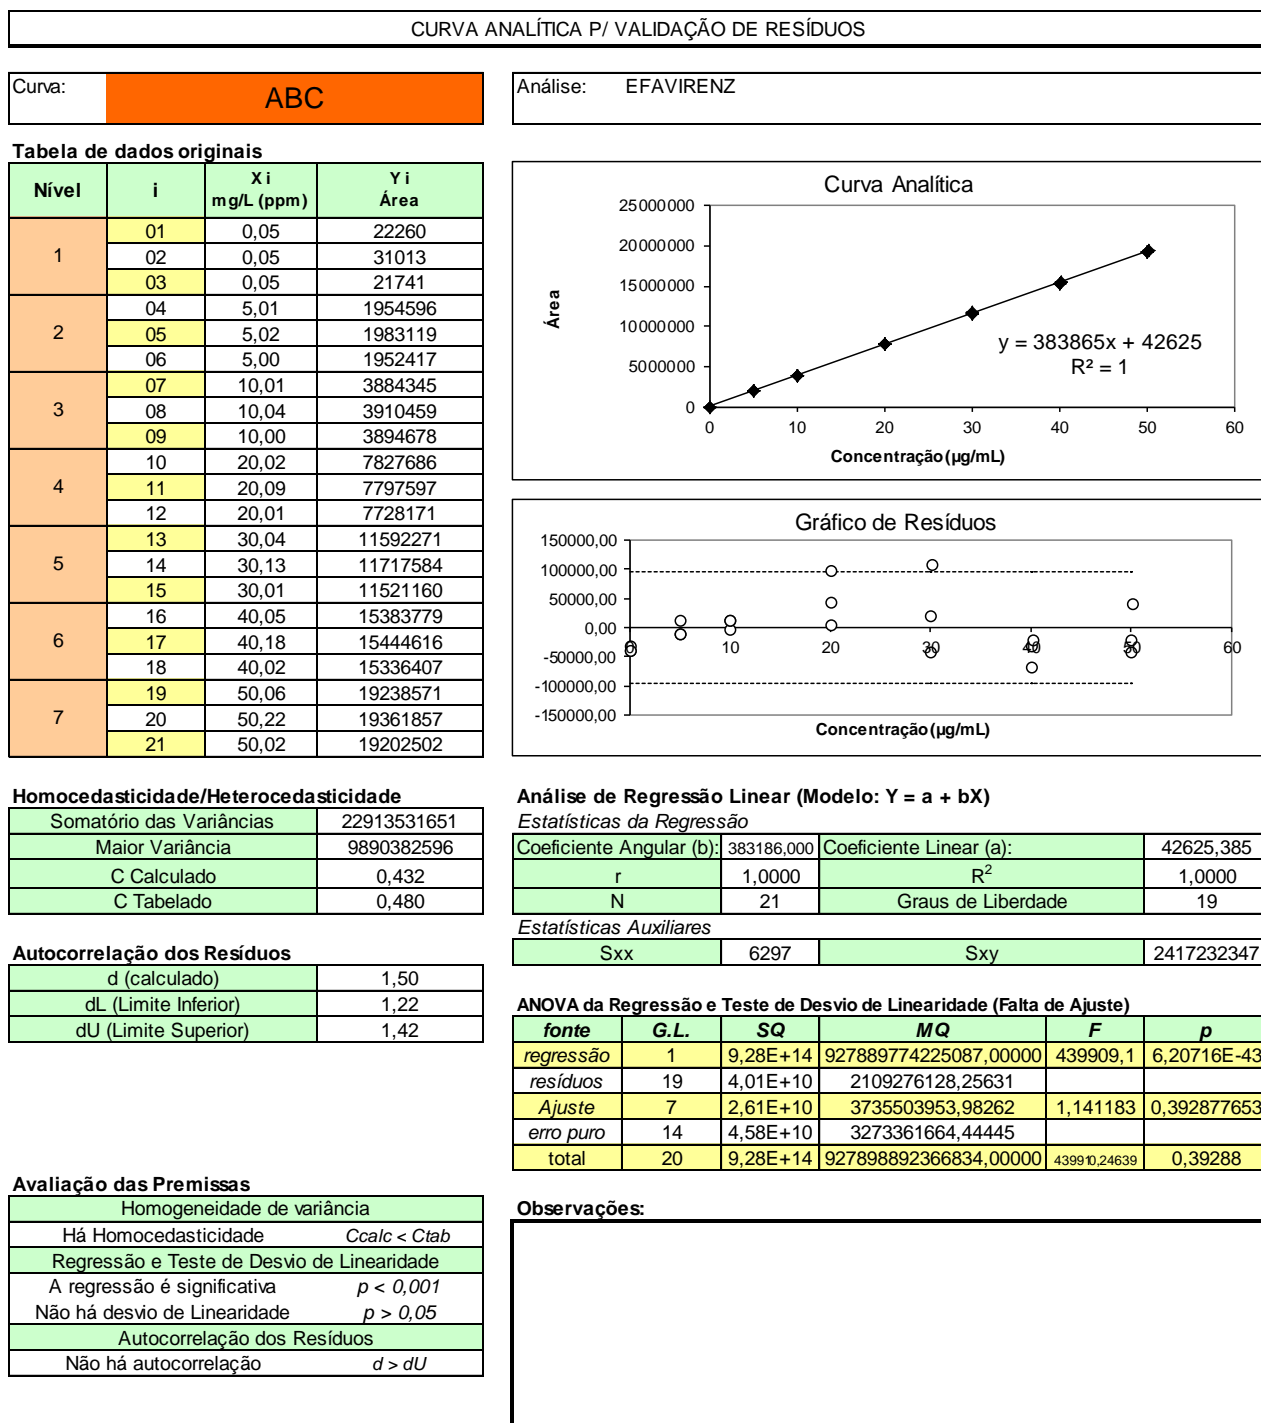 CURVA ANALÍTICA P/ VALIDAÇÃO DE RESÍDUOS
Curva: ABC
Análise: EFAVIRENZ
Tabela de dados originais
Nível i X i mg/L (ppm) Y i Área
1
01 0,05 22260
02 0,05 31013
03 0,05 21741
2
04 5,01 1954596
05 5,02 1983119
06 5,00 1952417
3
07 10,01 3884345
08 10,04 3910459
09 10,00 3894678
4
10 20,02 7827686
11 20,09 7797597
12 20,01 7728171
5
13 30,04 11592271
14 30,13 11717584
15 30,01 11521160
6
16 40,05 15383779
17 40,18 15444616
18 40,02 15336407
7
19 50,06 19238571
20 50,22 19361857
21 50,02 19202502
Curva Analítica
25000000
20000000
15000000
10000000
5000000
0
Área
y = 383865x + 42625
R² = 1
0 10 20 30 40 50 60
Concentração (µg/mL)
Gráfico de Resíduos
150000,00
100000,00
50000,00
0,00
-50000,00
-100000,00
-150000,00
0 10 20 30 40 50 60
Concentração (µg/mL)
Homocedasticidade/Heterocedasticidade
Somatório das Variâncias 22913531651
Maior Variância 9890382596
C Calculado 0,432
C Tabelado 0,480
Autocorrelação dos Resíduos
d (calculado) 1,50
dL (Limite Inferior) 1,22
dU (Limite Superior) 1,42
Análise de Regressão Linear (Modelo: Y = a + bX)
Estatísticas da Regressão
Coeficiente Angular (b): 383186,000 Coeficiente Linear (a): 42625,385
r 1,0000 R2 1,0000
N 21 Graus de Liberdade 19
Estatísticas Auxiliares
Sxx 6297 Sxy 2417232347
ANOVA da Regressão e Teste de Desvio de Linearidade (Falta de Ajuste)
fonte G.L. SQ MQ F p
regressão 1 9,28E+14 927889774225087,00000 439909,1 6,20716E-43
resíduos 19 4,01E+10 2109276128,25631
Ajuste 7 2,61E+10 3735503953,98262 1,141183 0,392877653
erro puro 14 4,58E+10 3273361664,44445
total 20 9,28E+14 927898892366834,00000 439910,24639 0,39288
Avaliação das Premissas
Homogeneidade de variância
Há Homocedasticidade Ccalc < Ctab
Regressão e Teste de Desvio de Linearidade
A regressão é significativa p < 0,001
Não há desvio de Linearidade p > 0,05
Autocorrelação dos Resíduos
Não há autocorrelação d > dU
Observações: